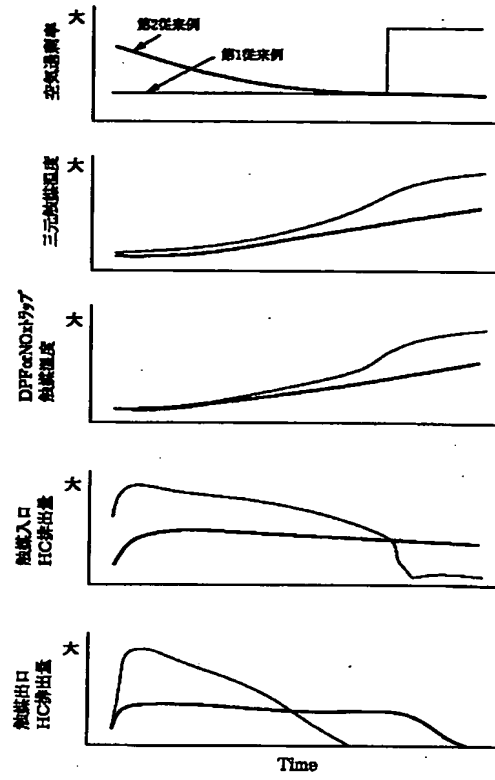 大
空気過剰率
第2従来例
第1従来例
大
三元触媒温度
大
DPForNOxトラップ
触媒温度
大
触媒入口
HC排出量
大
触媒出口
HC排出量
Time